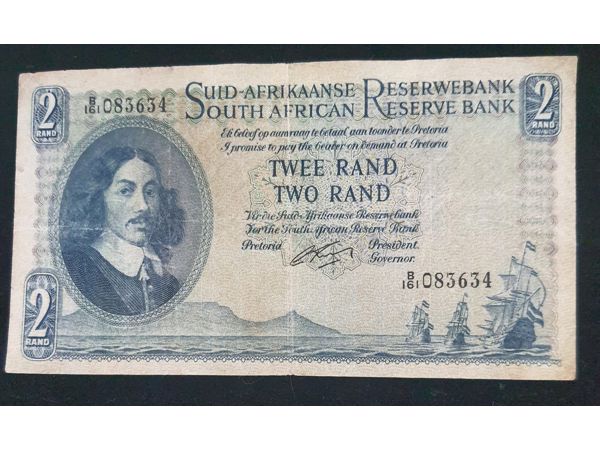 2 RAND
B/161 083634
SUID-AFRIKAANSE RESERWEBANK
SOUTH AFRICAN RESERVE BANK
2 RAND
Ek beloof op aanvraag te betaal aan toonder te Pretoria
I promise to pay the bearer on demand at Pretoria
TWEE RAND
TWO RAND
Vir die Suid-Afrikaanse Reserwebank
For the South African Reserve Bank
Pretoria President.
Governor.
B/161 083634
2 RAND